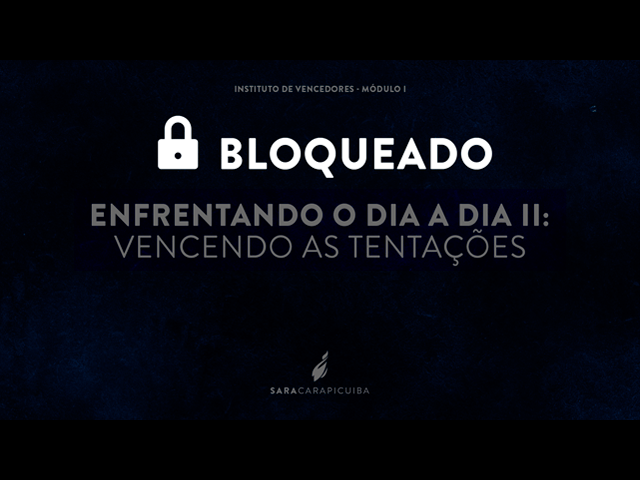 INSTITUTO DE VENCEDORES - MÓDULO I
BLOQUEADO
ENFRENTANDO O DIA A DIA II:
VENCENDO AS TENTAÇÕES
SARACARAPICUIBA